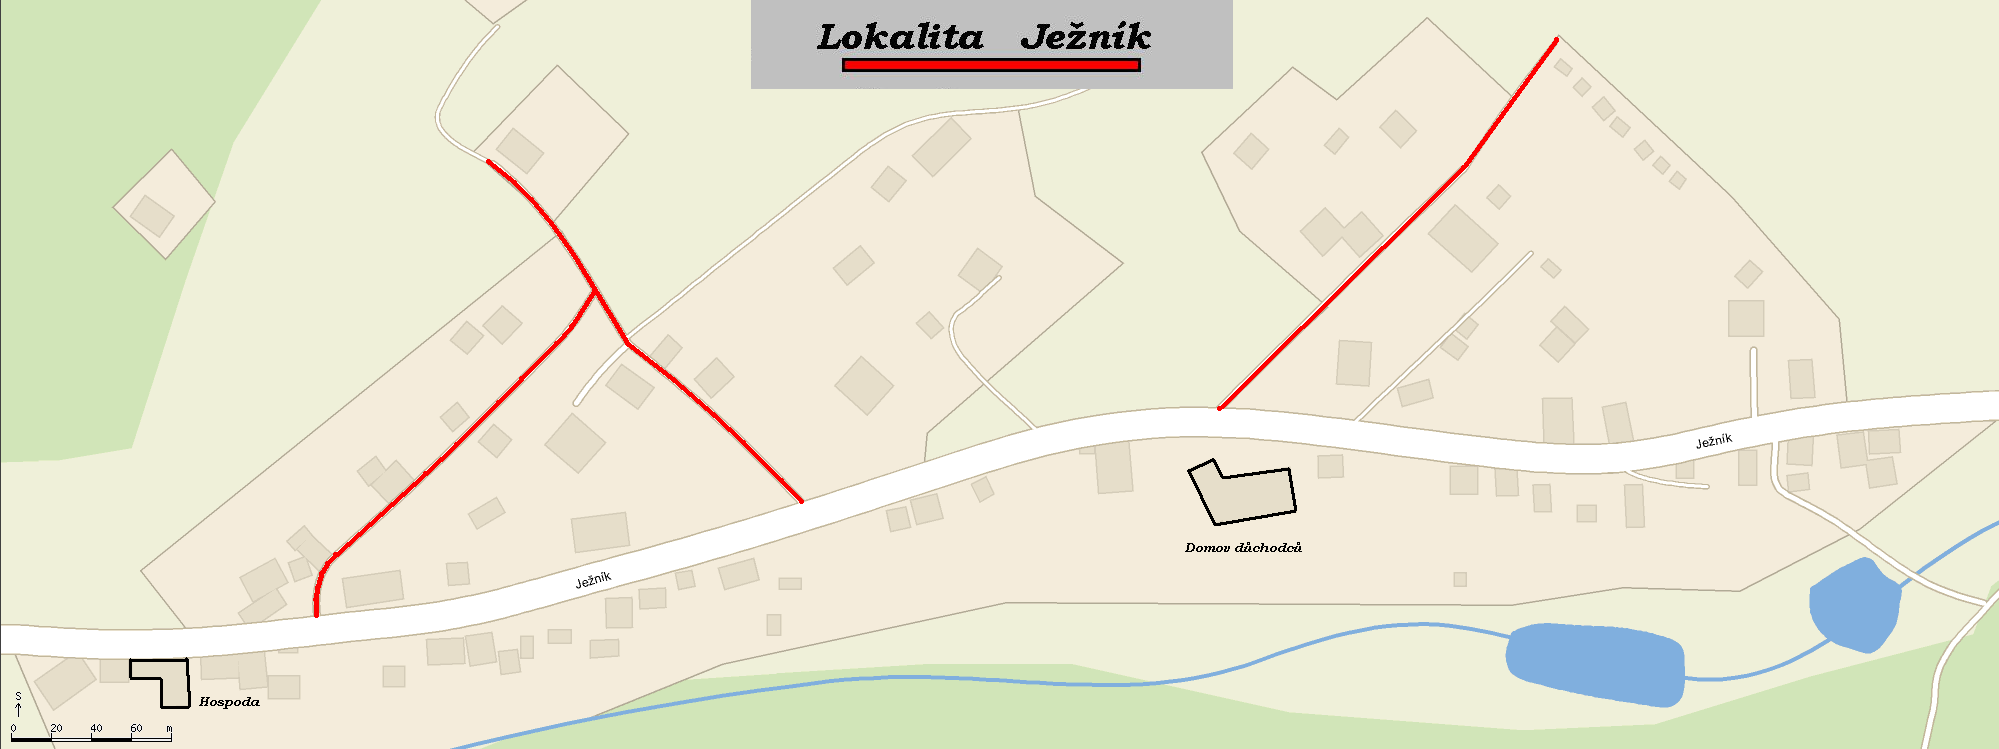 S
Lokalita Ježník
Ježník
Domov důchodců
Ježník
Hospoda
S
0 20 40 60 m